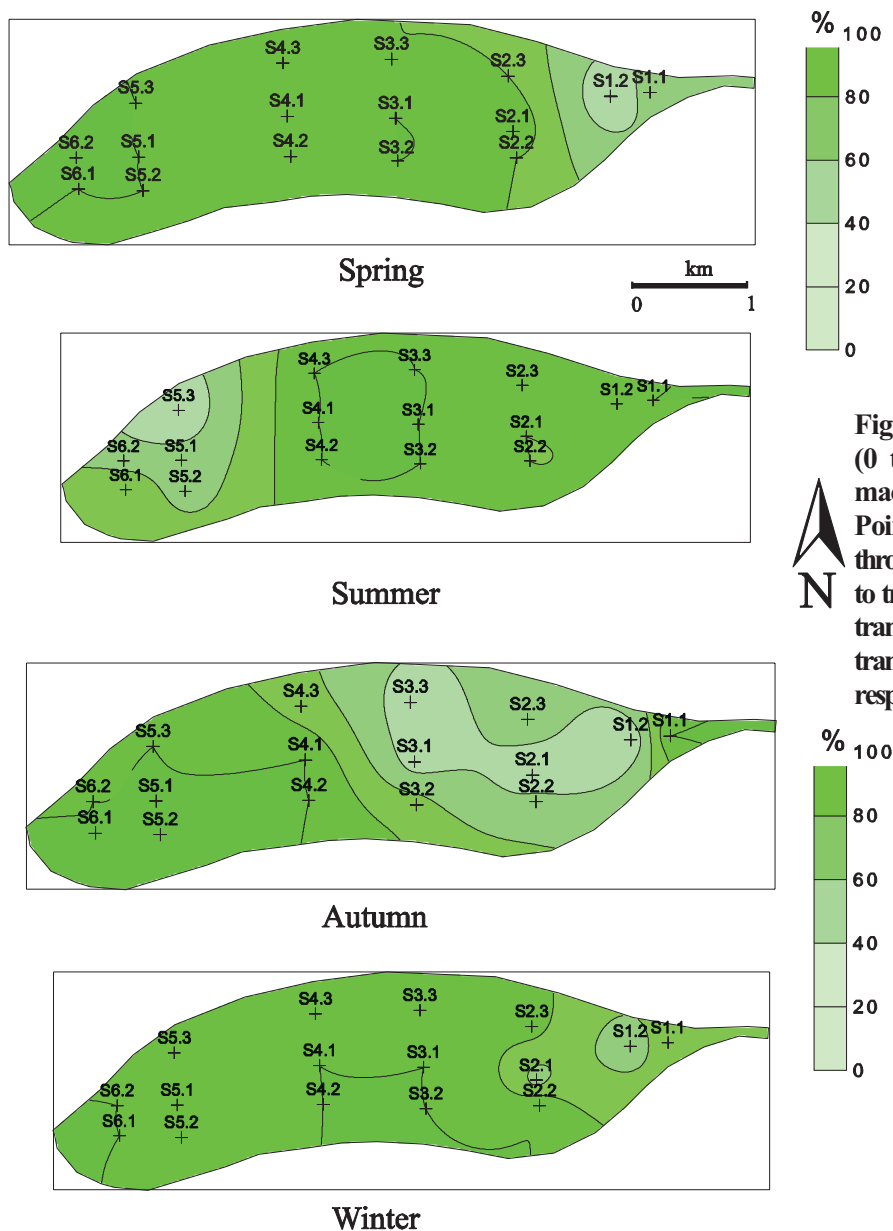 % 100
80
60
40
20
0
S4.3 S3.3 S2.3 S1.2 S1.1
S5.3 S4.1 S3.1 S2.1
S6.2 S5.1 S4.2 S3.2 S2.2
S6.1 S5.2
Spring
km
0 1
S4.3 S3.3 S2.3 S1.2 S1.1
S5.3 S4.1 S3.1 S2.1
S6.2 S5.1 S4.2 S3.2 S2.2
S6.1 S5.2
Summer
Fig
(0 t
mac
Poin
thro
N
to tr
tran
tran
resp
S4.3 S3.3 S2.3 S1.2 S1.1
S5.3 S4.1 S3.1 S2.1
S6.2 S5.1 S4.2 S3.2 S2.2
S6.1 S5.2
Autumn
% 100
80
60
40
20
0
S4.3 S3.3 S2.3 S1.2 S1.1
S5.3 S4.1 S3.1 S2.1
S6.2 S5.1 S4.2 S3.2 S2.2
S6.1 S5.2
Winter